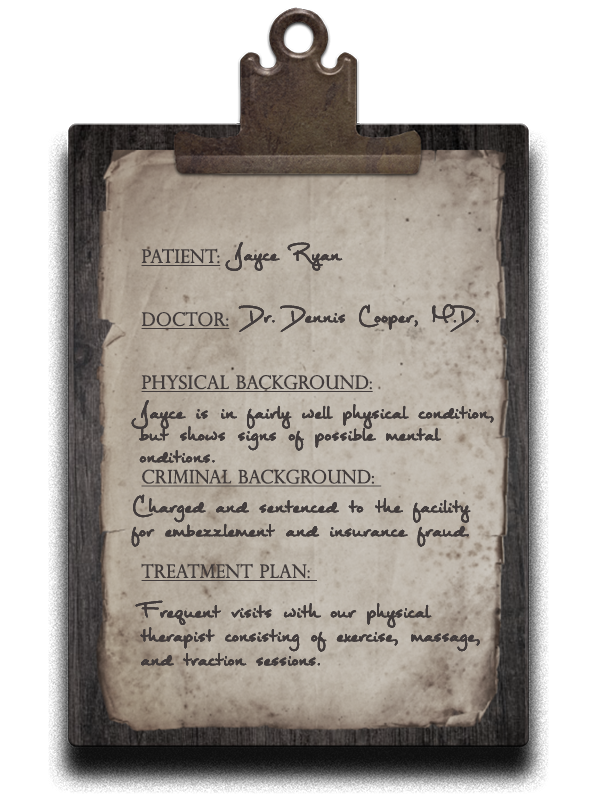 PATIENT: Jayce Ryan
DOCTOR: Dr. Dennis Cooper, M.D.
PHYSICAL BACKGROUND:
Jayce is in fairly well physical condition,
but shows signs of possible mental
onditions.
CRIMINAL BACKGROUND:
Charged and sentenced to the facility
for embezzlement and insurance fraud.
TREATMENT PLAN:
Frequent visits with our physical
therapist consisting of exercise, massage,
and traction sessions.